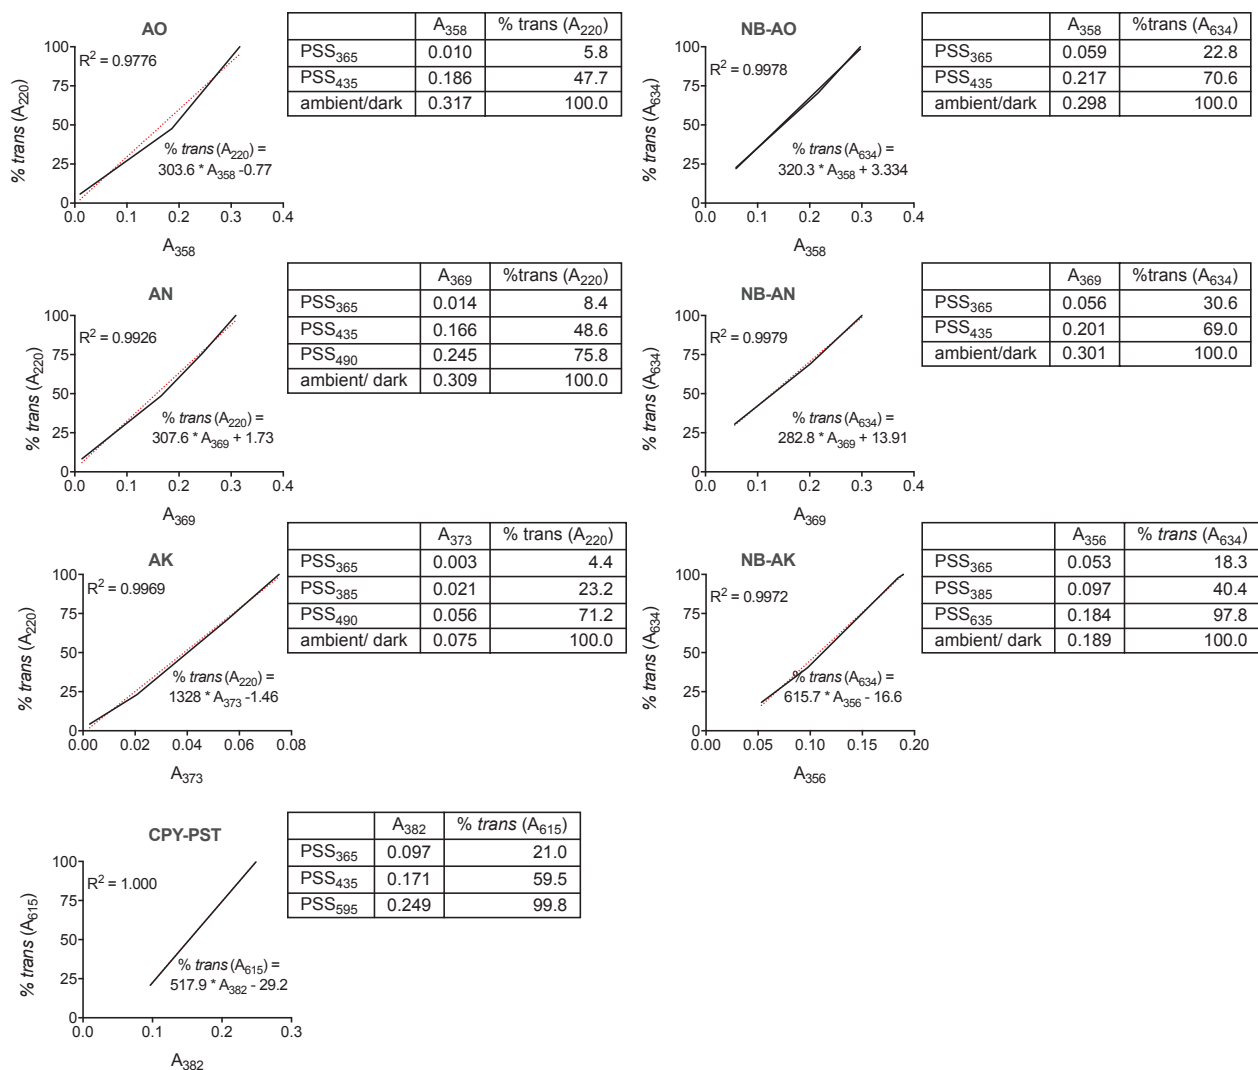 AO
R² = 0.9776
% trans (A₂₂₀)
100
75
50
25
0
% trans (A₂₂₀) =
303.6 * A₃₅₈ -0.77
0.0 0.1 0.2 0.3 0.4
A₃₅₈
A₃₅₈ % trans (A₂₂₀)
PSS₃₆₅ 0.010 5.8
PSS₄₃₅ 0.186 47.7
ambient/dark 0.317 100.0
NB-AO
R² = 0.9978
% trans (A₆₃₄)
100
75
50
25
0
% trans (A₆₃₄) =
320.3 * A₃₅₈ + 3.334
0.0 0.1 0.2 0.3 0.4
A₃₅₈
A₃₅₈ % trans (A₆₃₄)
PSS₃₆₅ 0.059 22.8
PSS₄₃₅ 0.217 70.6
ambient/dark 0.298 100.0
AN
R² = 0.9926
% trans (A₂₂₀)
100
75
50
25
0
% trans (A₂₂₀) =
307.6 * A₃₆₉ + 1.73
0.0 0.1 0.2 0.3 0.4
A₃₆₉
A₃₆₉ %trans (A₂₂₀)
PSS₃₆₅ 0.014 8.4
PSS₄₃₅ 0.166 48.6
PSS₄₉₀ 0.245 75.8
ambient/ dark 0.309 100.0
NB-AN
R² = 0.9979
% trans (A₆₃₄)
100
75
50
25
0
% trans (A₆₃₄) =
282.8 * A₃₆₉ + 13.91
0.0 0.1 0.2 0.3 0.4
A₃₆₉
A₃₆₉ %trans (A₆₃₄)
PSS₃₆₅ 0.056 30.6
PSS₄₃₅ 0.201 69.0
ambient/dark 0.301 100.0
AK
R² = 0.9969
% trans (A₂₂₀)
100
75
50
25
0
% trans (A₂₂₀) =
1328 * A₃₇₃ -1.46
0.00 0.02 0.04 0.06 0.08
A₃₇₃
A₃₇₃ % trans (A₂₂₀)
PSS₃₆₅ 0.003 4.4
PSS₃₈₅ 0.021 23.2
PSS₄₉₀ 0.056 71.2
ambient/ dark 0.075 100.0
NB-AK
R² = 0.9972
% trans (A₆₃₄)
100
75
50
25
0
% trans (A₆₃₄) =
615.7 * A₃₅₆ - 16.6
0.00 0.05 0.10 0.15 0.20
A₃₅₆
A₃₅₆ % trans (A₆₃₄)
PSS₃₆₅ 0.053 18.3
PSS₃₈₅ 0.097 40.4
PSS₆₃₅ 0.184 97.8
ambient/ dark 0.189 100.0
CPY-PST
R² = 1.000
% trans (A₆₁₅)
100
75
50
25
0
% trans (A₆₁₅) =
517.9 * A₃₈₂ - 29.2
0.0 0.1 0.2 0.3
A₃₈₂
A₃₈₂ % trans (A₆₁₅)
PSS₃₆₅ 0.097 21.0
PSS₄₃₅ 0.171 59.5
PSS₅₉₅ 0.249 99.8